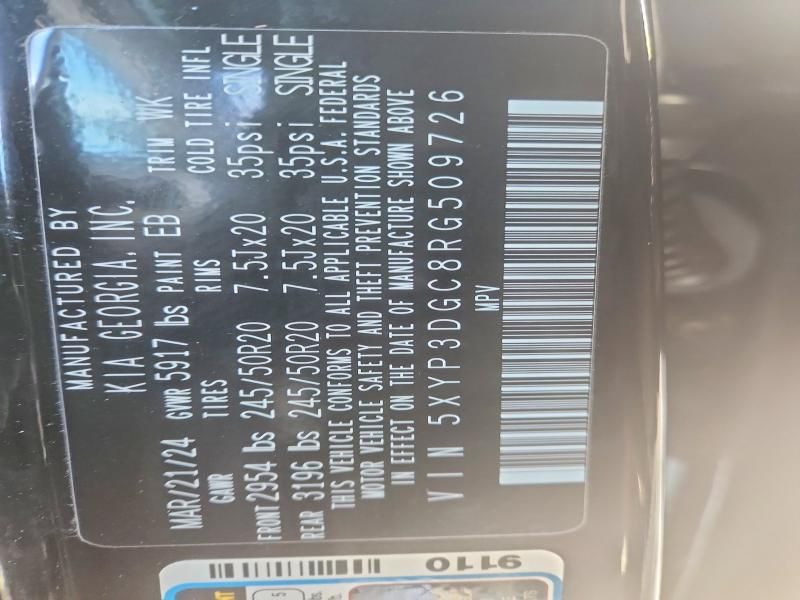 MANUFACTURED BY
KIA GEORGIA, INC.
MAR/21/24 GVWR 5917 lbs PAINT EB TRIM WK
GAWR TIRES RIMS COLD TIRE INFL
FRONT 2954 lbs 245/50R20 7.5Jx20 35psi SINGLE
REAR 3196 lbs 245/50R20 7.5Jx20 35psi SINGLE
THIS VEHICLE CONFORMS TO ALL APPLICABLE U.S.A. FEDERAL
MOTOR VEHICLE SAFETY AND THEFT PREVENTION STANDARDS
IN EFFECT ON THE DATE OF MANUFACTURE SHOWN ABOVE
VIN 5XYP3DGC8RG509726
MPV
9110